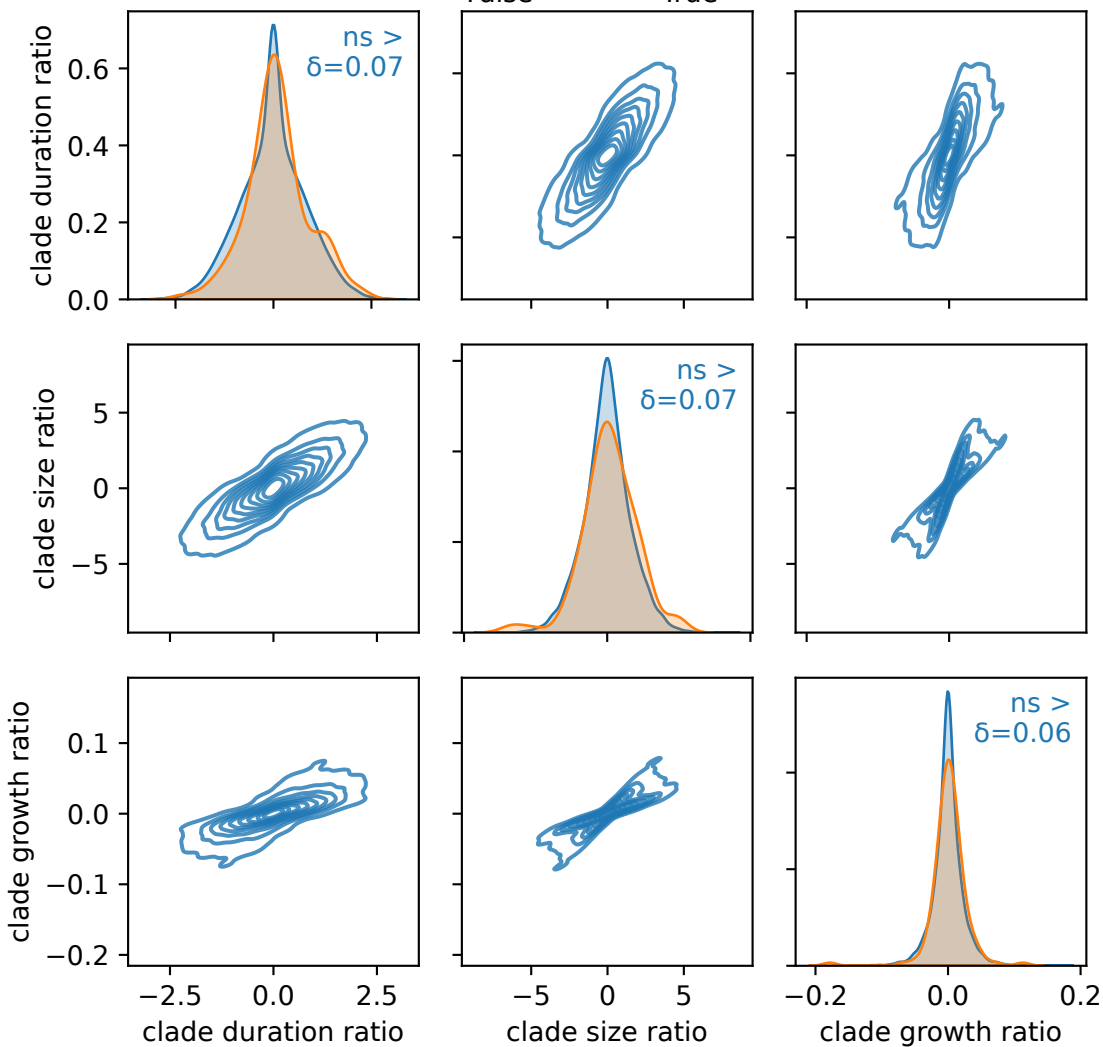 True
clade duration ratio
0.6
0.4
0.2
0.0
ns >
δ=0.07
clade size ratio
5
0
−5
ns >
δ=0.07
clade growth ratio
0.1
0.0
−0.1
−0.2
ns >
δ=0.06
−2.5
0.0
2.5
clade duration ratio
−5
0
5
clade size ratio
−0.2
0.0
0.2
clade growth ratio